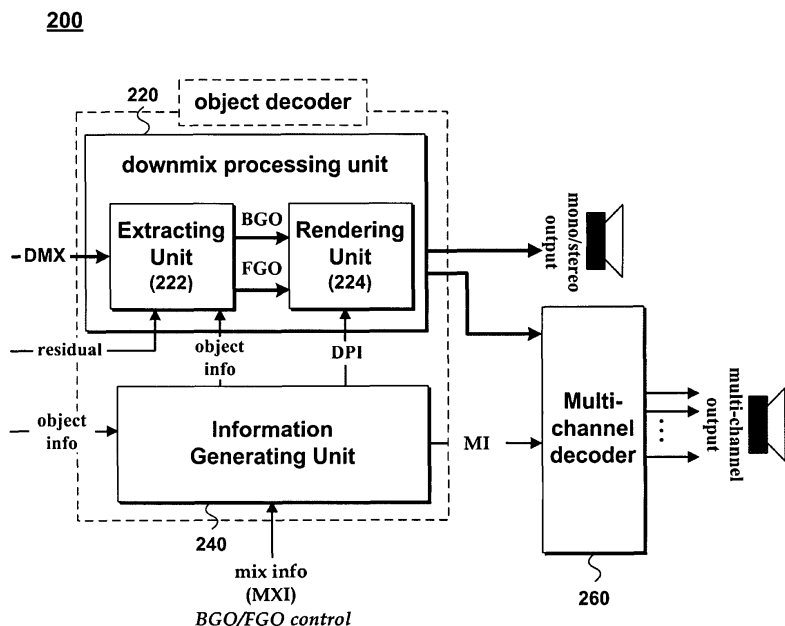 200
220
object decoder
downmix processing unit
DMX
Extracting
Unit
(222)
BGO
FGO
Rendering
Unit
(224)
mono/stereo
output
residual
object
info
DPI
object
info
Information
Generating Unit
MI
Multi-
channel
decoder
multi-channel
output
240
mix info
(MXI)
BGO/FGO control
260